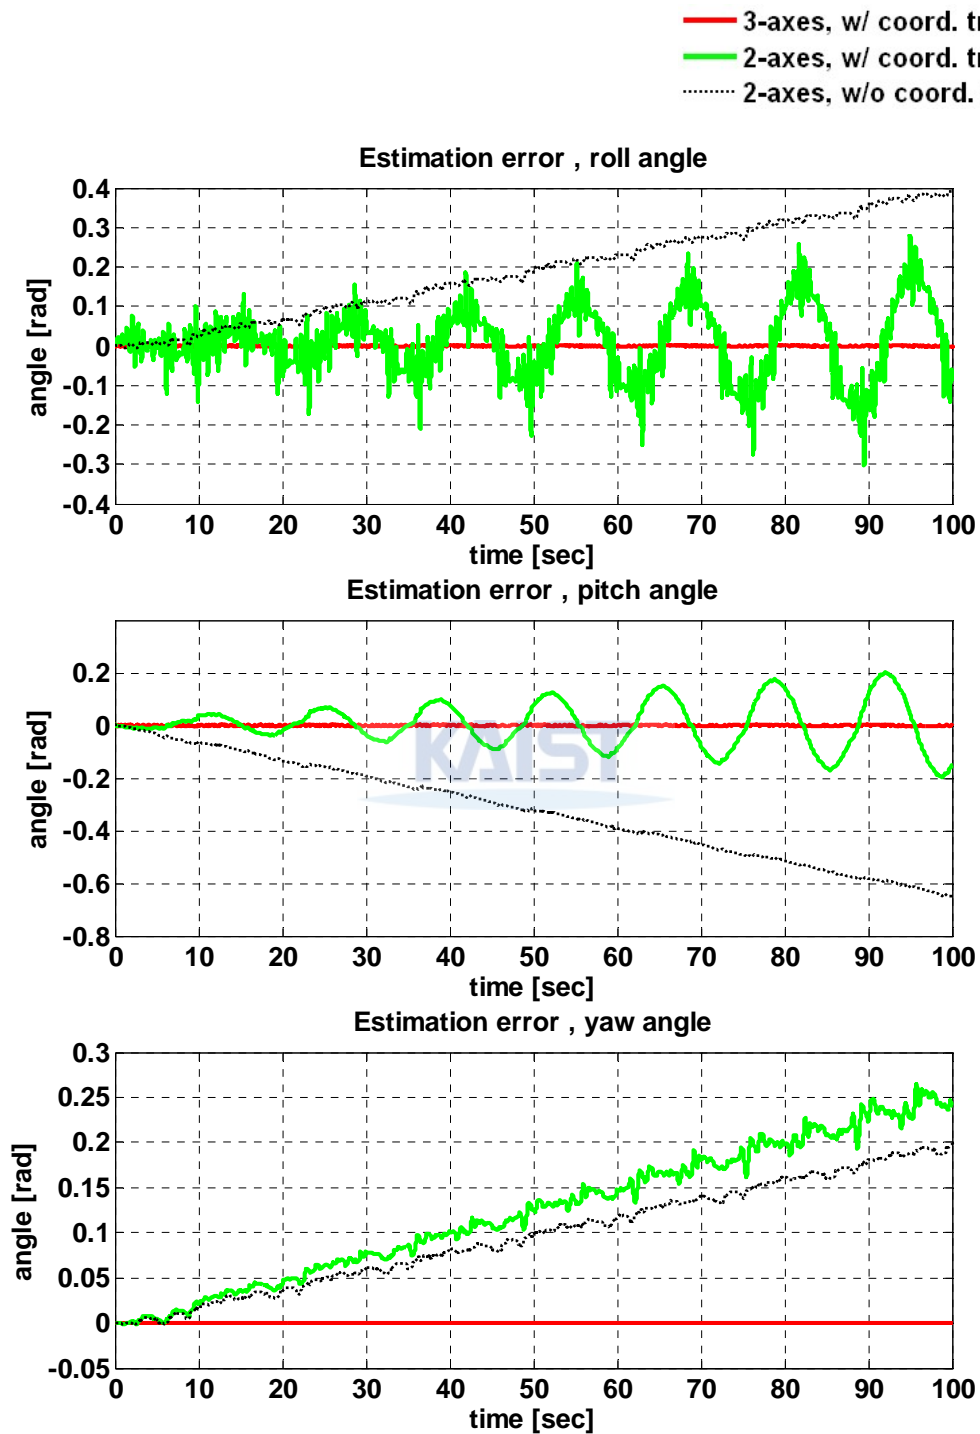 3-axes, w/ coord. tr
2-axes, w/ coord. tr
2-axes, w/o coord.
Estimation error , roll angle
0.4
0.3
0.2
0.1
0
-0.1
-0.2
-0.3
-0.4
angle [rad]
0 10 20 30 40 50 60 70 80 90 100
time [sec]
Estimation error , pitch angle
0.2
0
-0.2
-0.4
-0.6
-0.8
angle [rad]
KAIST
0 10 20 30 40 50 60 70 80 90 100
time [sec]
Estimation error , yaw angle
0.3
0.25
0.2
0.15
0.1
0.05
0
-0.05
angle [rad]
0 10 20 30 40 50 60 70 80 90 100
time [sec]